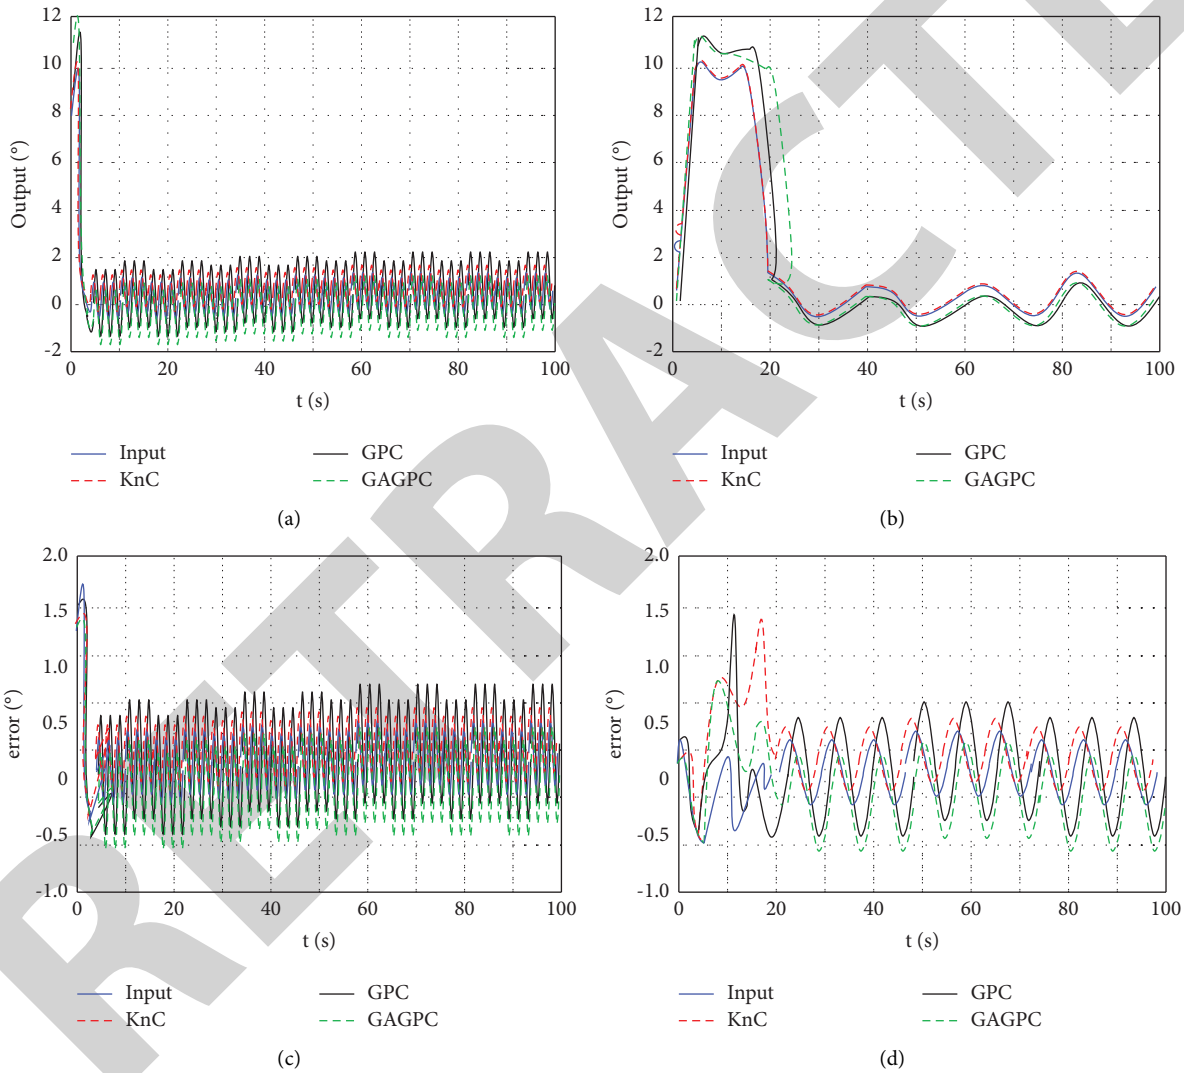 12
10
8
6
4
2
0
-2
Output (°)
0 20 40 60 80 100
t (s)
Input GPC
KnC GAGPC
(a)
12
10
8
6
4
2
0
-2
Output (°)
0 20 40 60 80 100
t (s)
Input GPC
KnC GAGPC
(b)
2.0
1.5
1.0
0.5
0
-0.5
-1.0
error (°)
0 20 40 60 80 100
t (s)
Input GPC
KnC GAGPC
(c)
2.0
1.5
1.0
0.5
0
-0.5
-1.0
error (°)
0 20 40 60 80 100
t (s)
Input GPC
KnC GAGPC
(d)
RETRACTE